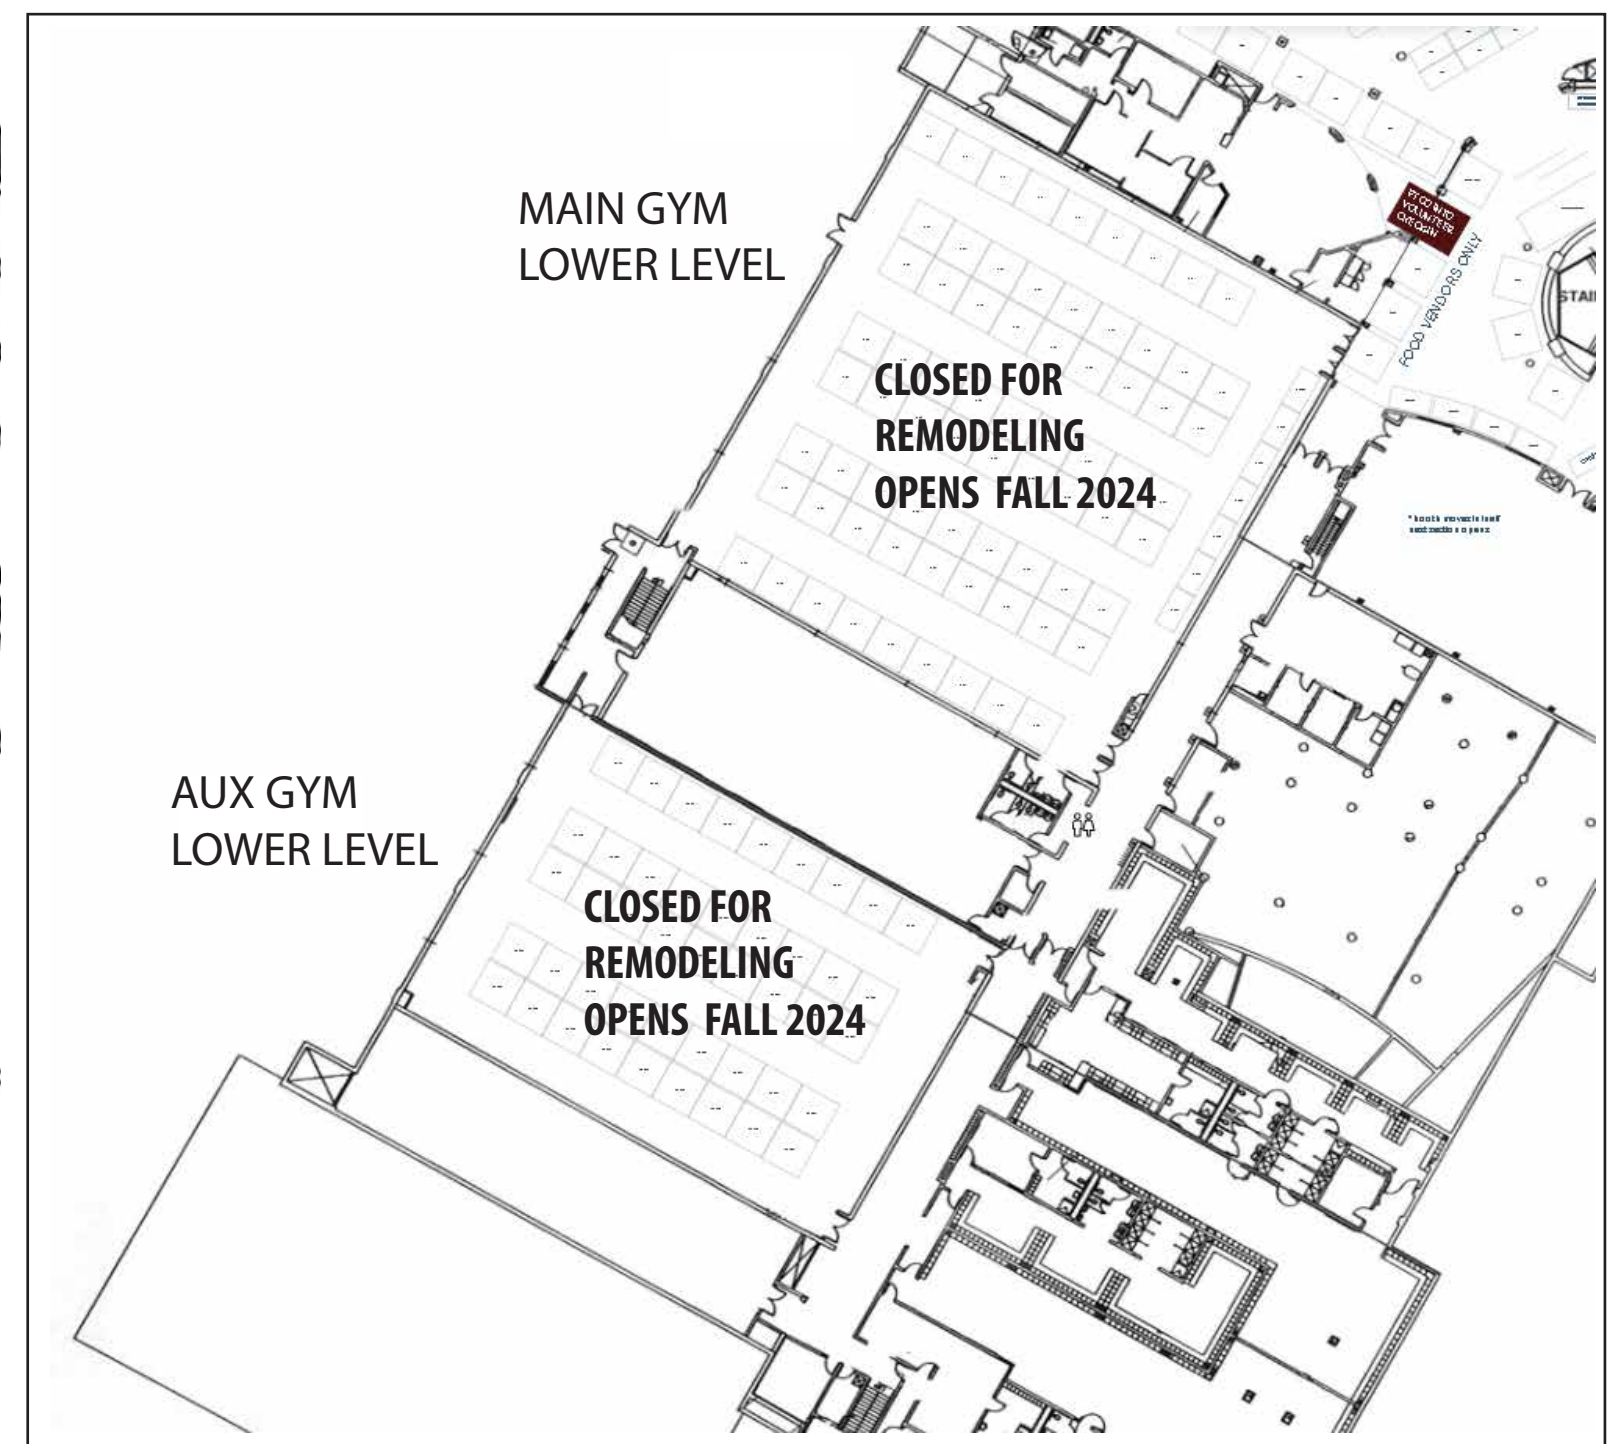 MAIN GYM
LOWER LEVEL
VOLUNTEER
FOOD VENDORS ONLY
STAI
CLOSED FOR
REMODELING
OPENS FALL 2024
AUX GYM
LOWER LEVEL
CLOSED FOR
REMODELING
OPENS FALL 2024